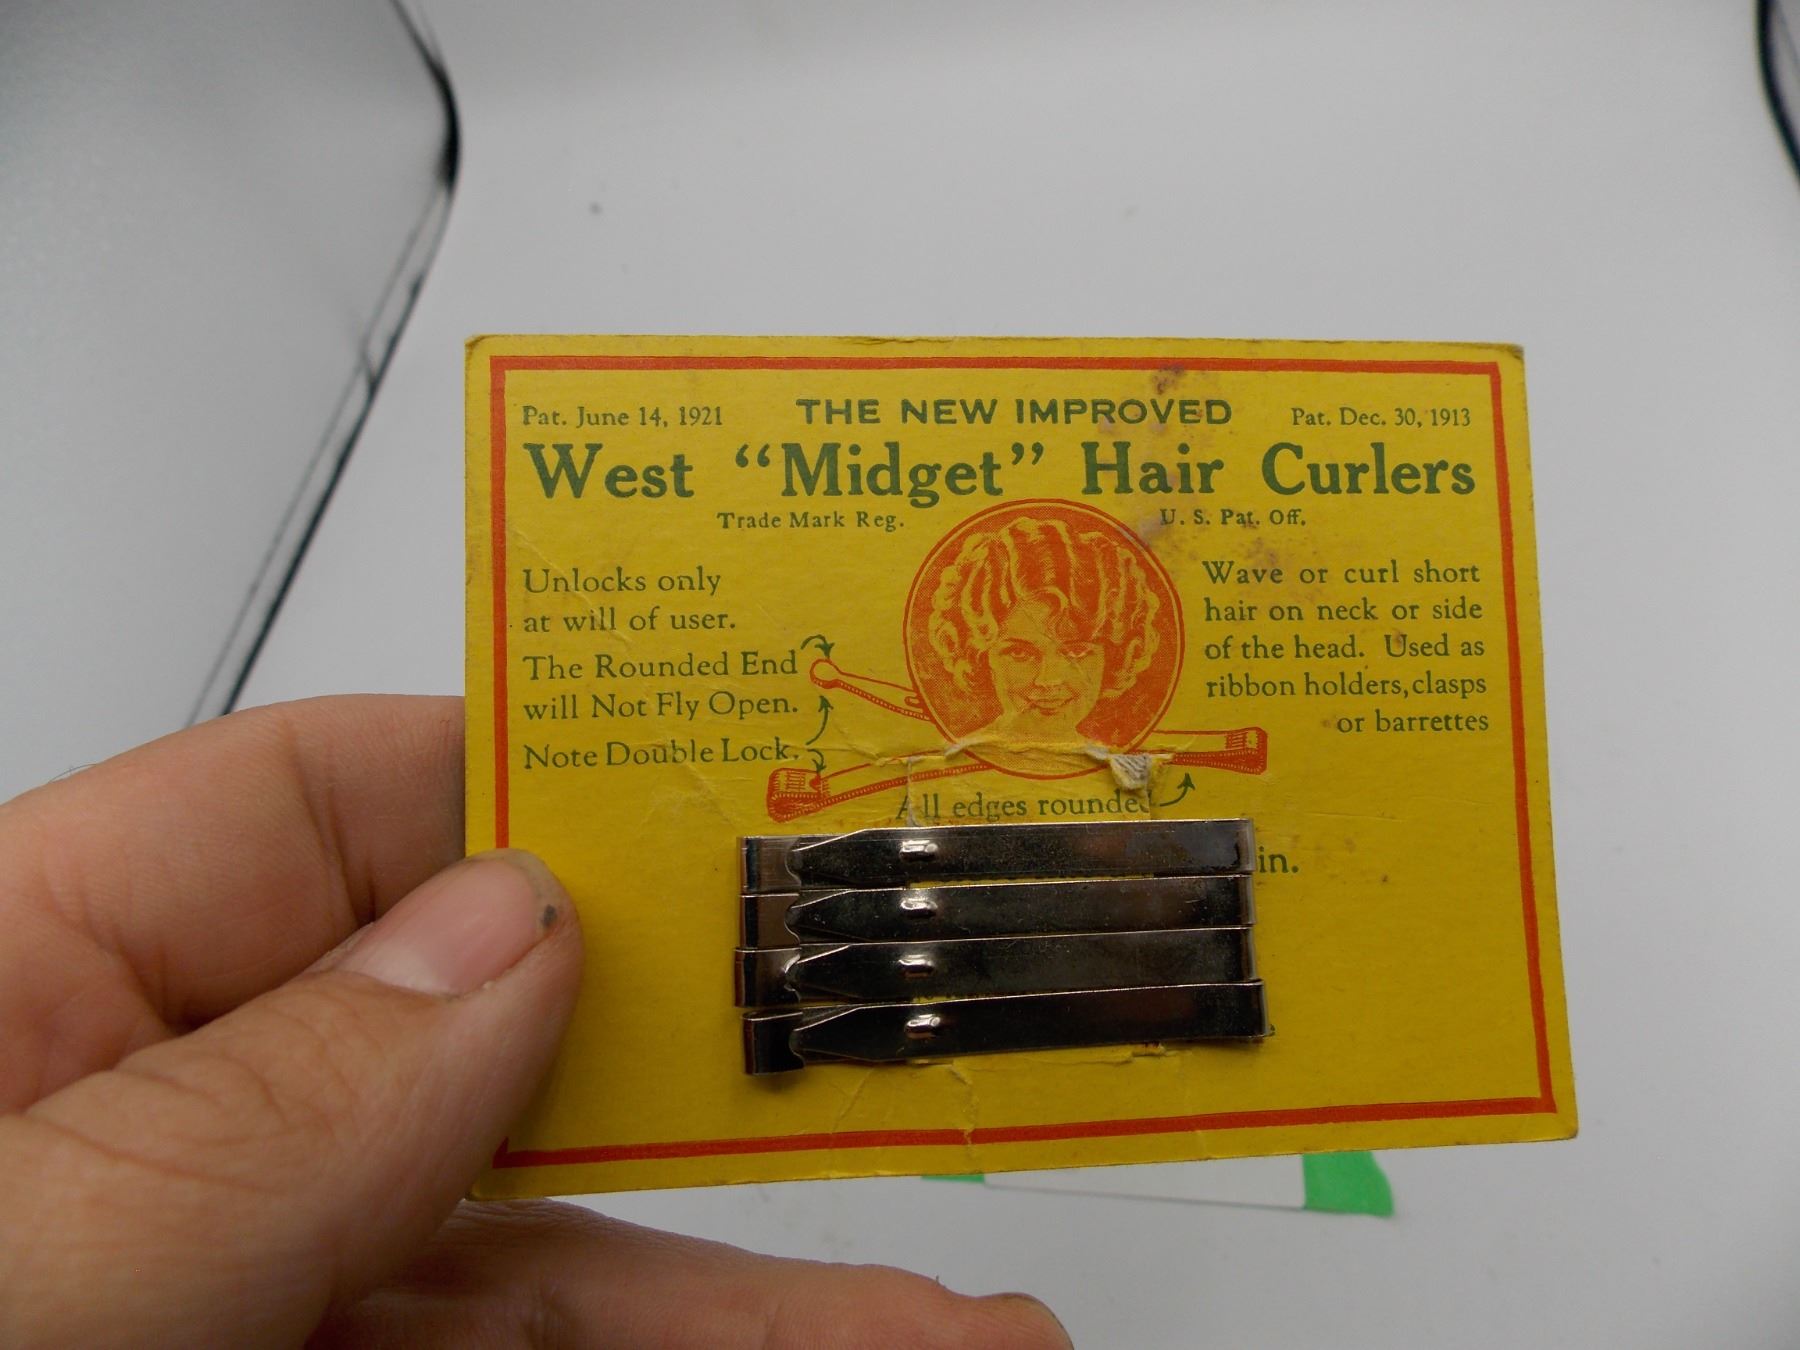 Pat. June 14, 1921
THE NEW IMPROVED
Pat. Dec. 30, 1913
West “Midget” Hair Curlers
Trade Mark Reg.
U. S. Pat. Off.
Unlocks only
at will of user.
The Rounded End
will Not Fly Open.
Note Double Lock.
Wave or curl short
hair on neck or side
of the head. Used as
ribbon holders, clasps
or barrettes
All edges rounded
in.